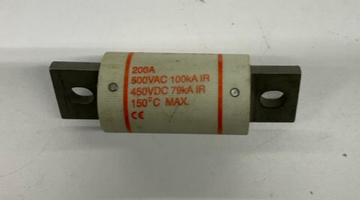 200A
500VAC 100kA IR
450VDC 79kA IR
150°C MAX.
CE